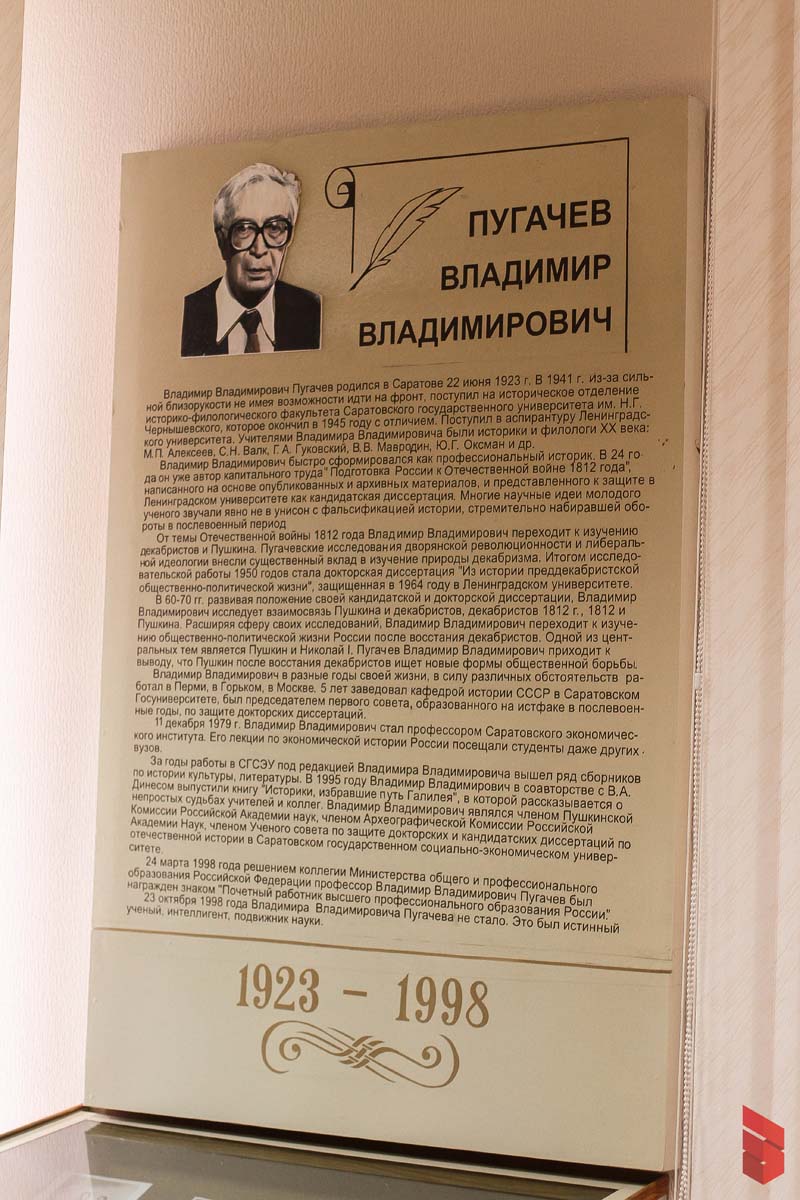 ПУГАЧЕВ
ВЛАДИМИР
ВЛАДИМИРОВИЧ
Владимир Владимирович Пугачев родился в Саратове 22 июня 1923 г. В 1941 г. из-за силь-
ной близорукости не имея возможности идти на фронт, поступил на историческое отделение
историко-филологического факультета Саратовского государственного университета им. Н.Г.
Чернышевского, которое окончил в 1945 году с отличием. Поступил в аспирантуру Ленинградс-
кого университета. Учителями Владимира Владимировича были историки и филологи XX века:
М.П. Алексеев, С.Н. Валк, Г.А. Гуковский, В.В. Мавродин, Ю.Г. Оксман и др.
Владимир Владимирович быстро сформировался как профессиональный историк. В 24 го-
да он уже автор капитального труда " Подготовка России к Отечественной войне 1812 года",
написанного на основе опубликованных и архивных материалов, и представленного к защите в
Ленинградском университете как кандидатская диссертация. Многие научные идеи молодого
ученого звучали явно не в унисон с фальсификацией истории, стремительно набиравшей обо-
роты в послевоенный период
От темы Отечественной войны 1812 года Владимир Владимирович переходит к изучению
декабристов и Пушкина. Пугачевские исследования дворянской революционности и либераль-
ной идеологии внесли существенный вклад в изучение природы декабризма. Итогом исследо-
вательской работы 1950 годов стала докторская диссертация "Из истории преддекабристской
общественно-политической жизни", защищенная в 1964 году в Ленинградском университете.
В 60-70 гг. развивая положение своей кандидатской и докторской диссертации, Владимир
Владимирович исследует взаимосвязь Пушкина и декабристов, декабристов 1812 г., 1812 и
Пушкина. Расширяя сферу своих исследований, Владимир Владимирович переходит к изуче-
нию общественно-политической жизни России после восстания декабристов. Одной из цент-
ральных тем является Пушкин и Николай I. Пугачев Владимир Владимирович приходит к
выводу, что Пушкин после восстания декабристов ищет новые формы общественной борьбы.
Владимир Владимирович в разные годы своей жизни, в силу различных обстоятельств ра-
ботал в Перми, в Горьком, в Москве. 5 лет заведовал кафедрой истории СССР в Саратовском
Госуниверситете, был председателем первого совета, образованного на истфаке в послевоен-
ные годы, по защите докторских диссертаций.
11 декабря 1979 г. Владимир Владимирович стал профессором Саратовского экономичес-
кого института. Его лекции по экономической истории России посещали студенты даже других
вузов.
За годы работы в СГСЭУ под редакцией Владимира Владимировича вышел ряд сборников
по истории культуры, литературы. В 1995 году Владимир Владимирович в соавторстве с В.А.
Динесом выпустили книгу "Историки, избравшие путь Галилея", в которой рассказывается о
непростых судьбах учителей и коллег. Владимир Владимирович являлся членом Пушкинской
Комиссии Российской Академии наук, членом Археографической Комиссии Российской
Академии Наук, членом Ученого совета по защите докторских и кандидатских диссертаций по
отечественной истории в Саратовском государственном социально-экономическом универ-
ситете.
24 марта 1998 года решением коллегии Министерства общего и профессионального
образования Российской Федерации профессор Владимир Владимирович Пугачев был
награжден знаком "Почетный работник высшего профессионального образования России."
23 октября 1998 года Владимира Владимировича Пугачева не стало. Это был истинный
ученый, интеллигент, подвижник науки.
1923 - 1998